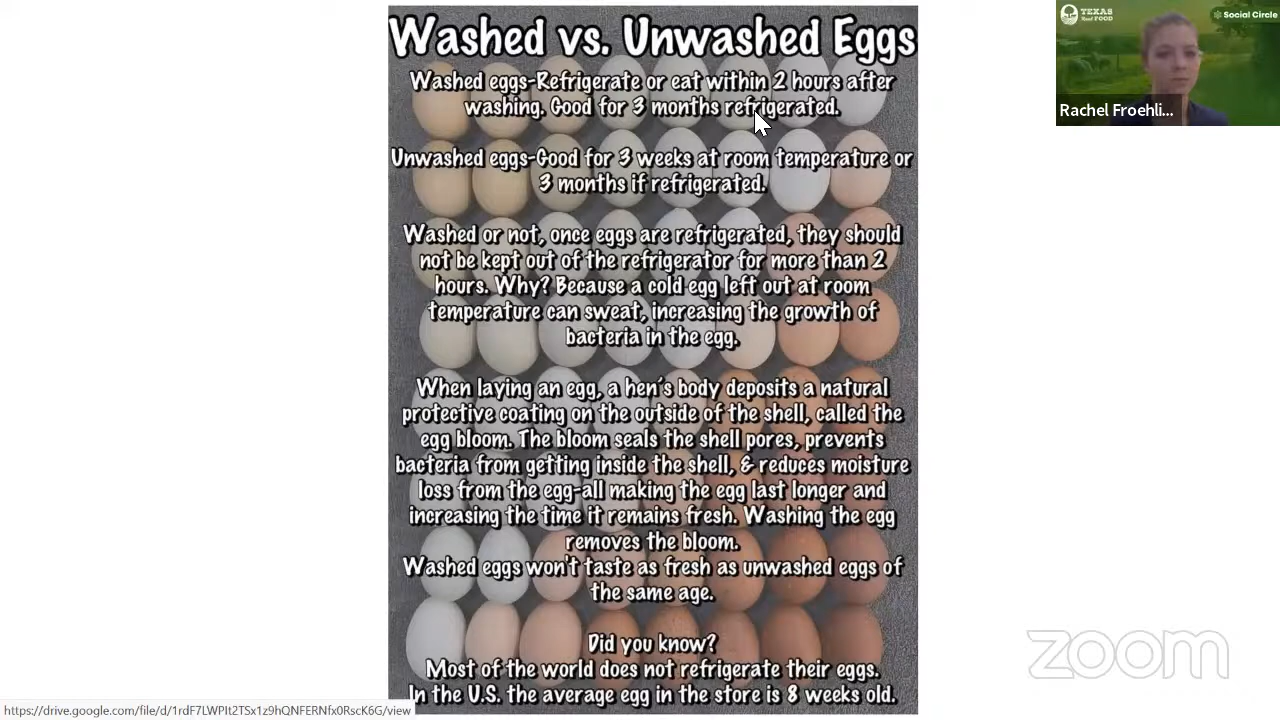 Washed vs. Unwashed Eggs
Washed eggs-Refrigerate or eat within 2 hours after
washing. Good for 3 months refrigerated.
Unwashed eggs-Good for 3 weeks at room temperature or
3 months if refrigerated.
Washed or not, once eggs are refrigerated, they should
not be kept out of the refrigerator for more than 2
hours. Why? Because a cold egg left out at room
temperature can sweat, increasing the growth of
bacteria in the egg.
When laying an egg, a hen's body deposits a natural
protective coating on the outside of the shell, called the
egg bloom. The bloom seals the shell pores, prevents
bacteria from getting inside the shell, & reduces moisture
loss from the egg-all making the egg last longer and
increasing the time it remains fresh. Washing the egg
removes the bloom.
Washed eggs won't taste as fresh as unwashed eggs of
the same age.
Did you know?
Most of the world does not refrigerate their eggs.
In the U.S. the average egg in the store is 8 weeks old.
TEXAS
Real FOOD
Social Circle
Rachel Froehli...
zoom
https://drive.google.com/file/d/1rdF7LWPIt2TSx1z9hQNFERNfx0RscK6G/view